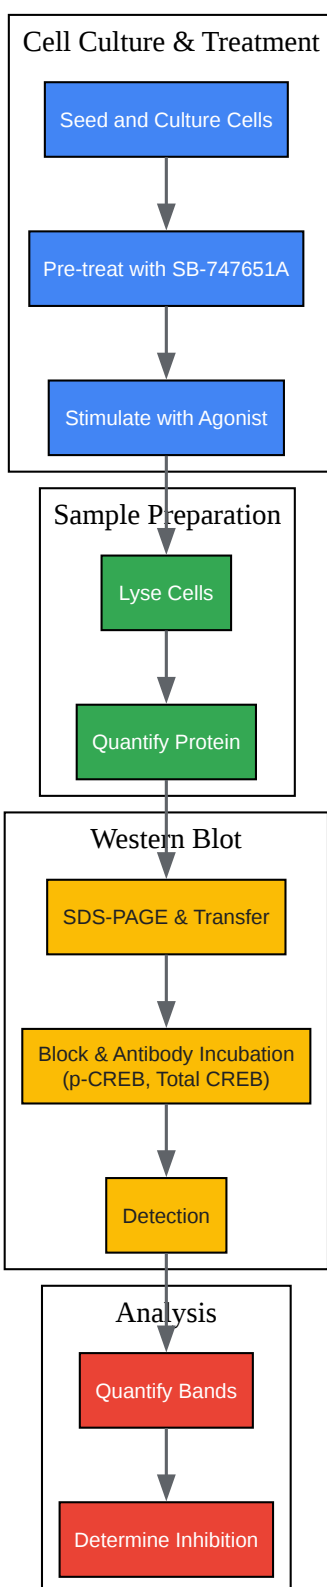 Cell Culture & Treatment
Seed and Culture Cells
Pre-treat with SB-747651A
Stimulate with Agonist
Sample Preparation
Lyse Cells
Quantify Protein
Western Blot
SDS-PAGE & Transfer
Block & Antibody Incubation
(p-CREB, Total CREB)
Detection
Analysis
Quantify Bands
Determine Inhibition